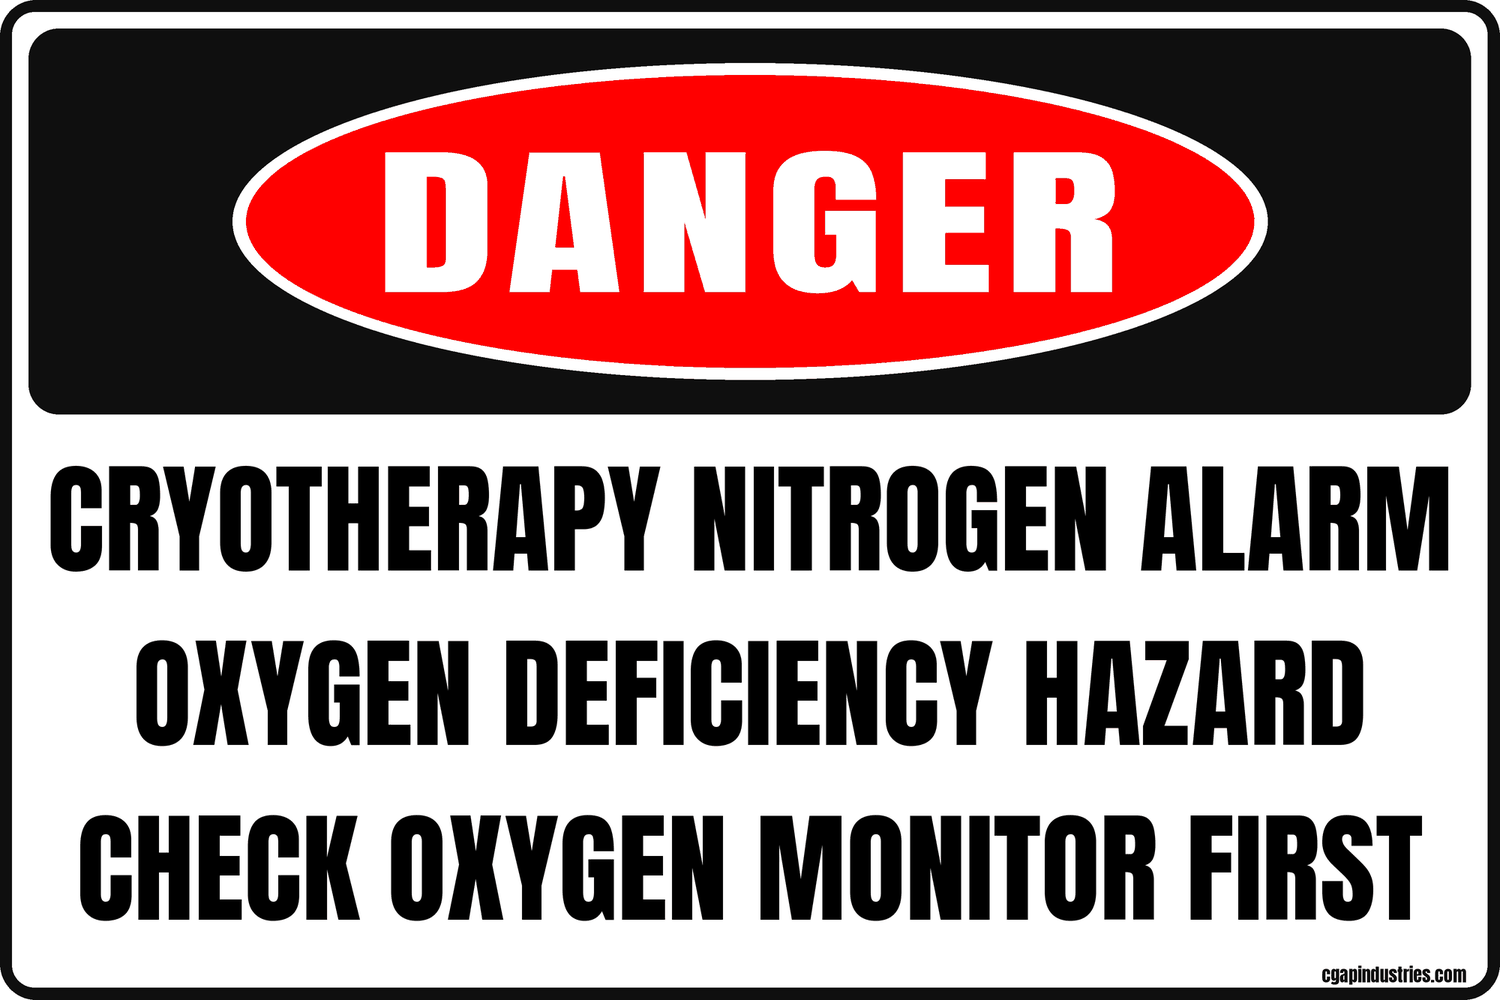 DANGER
CRYOTHERAPY NITROGEN ALARM
OXYGEN DEFICIENCY HAZARD
CHECK OXYGEN MONITOR FIRST
cgapindustries.com